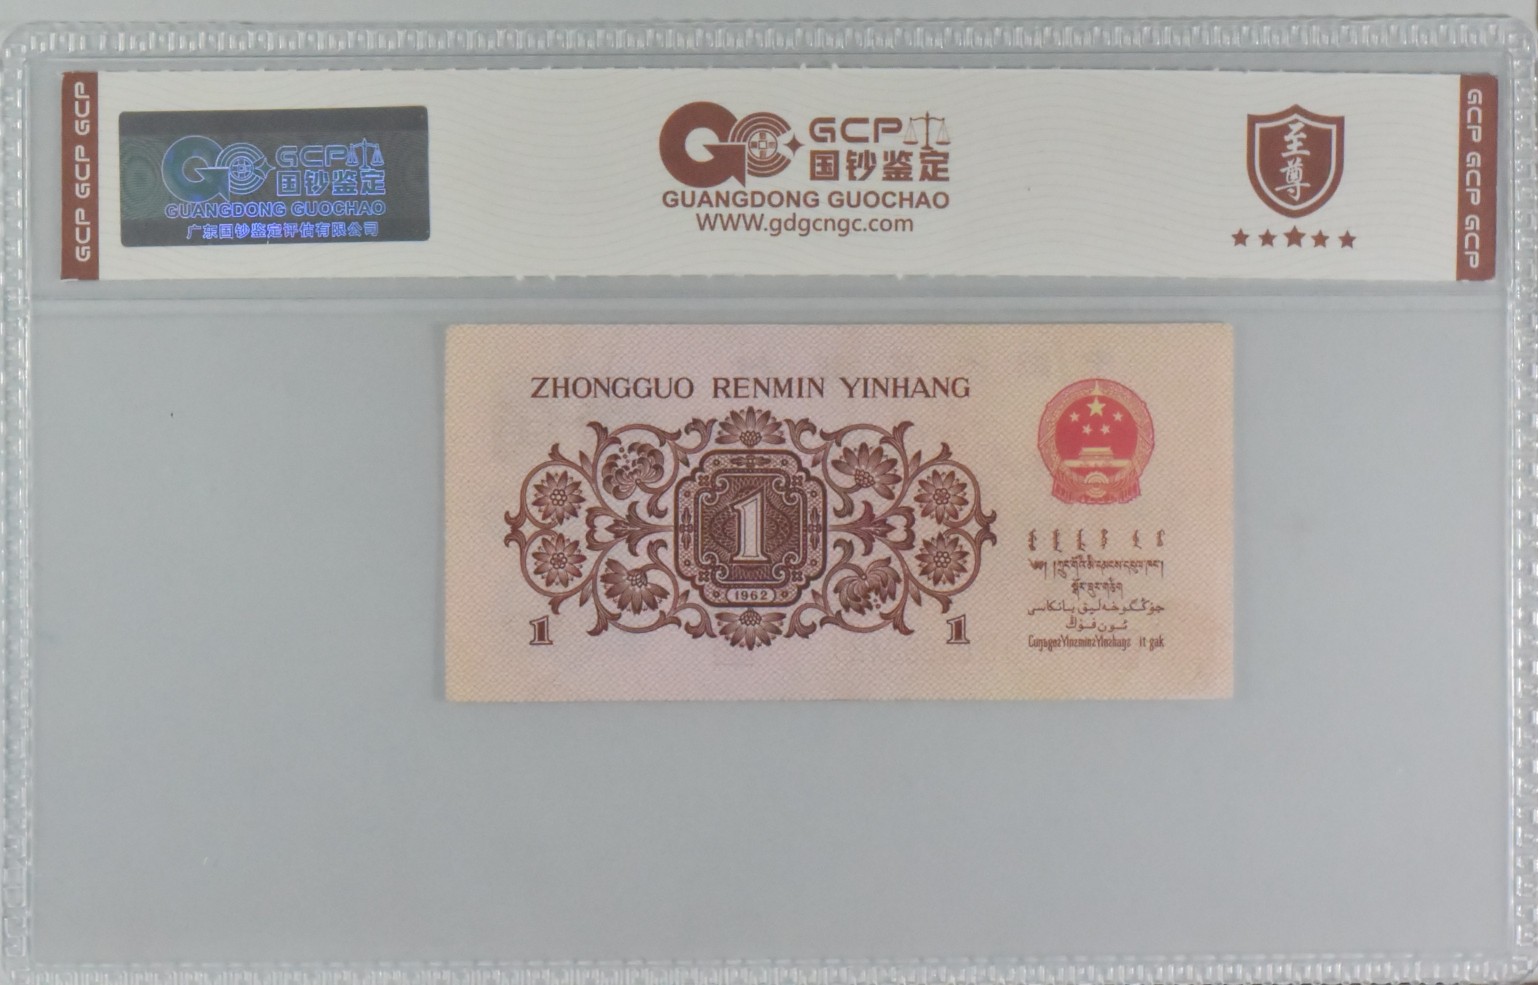 GCP GCP GCP
GCP
国钞鉴定
GUANGDONG GUOCHAO
广东国钞鉴定评估有限公司
GCP
国钞鉴定
GUANGDONG GUOCHAO
WWW.gdgcngc.com
至尊
GCP GCP GCP
ZHONGGUO RENMIN YINHANG
1
1962
1
1